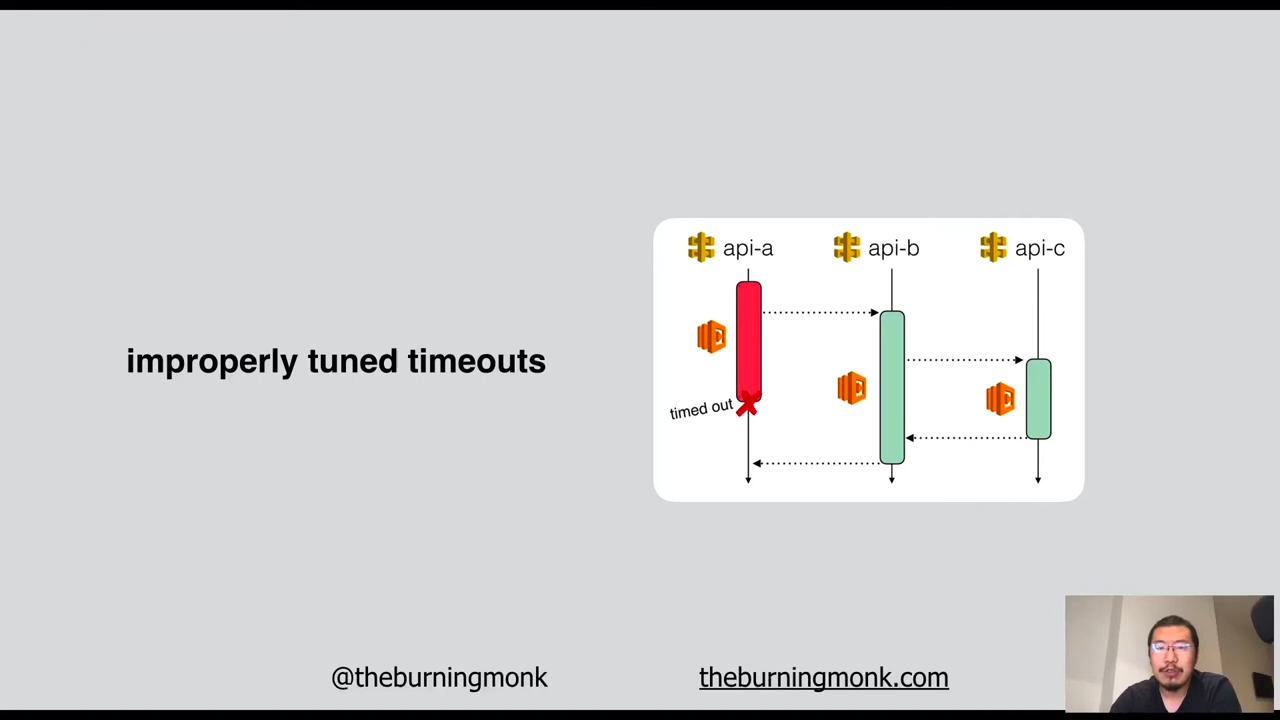 api-a
api-b
api-c
improperly tuned timeouts
timed out
@theburningmonk
theburningmonk.com